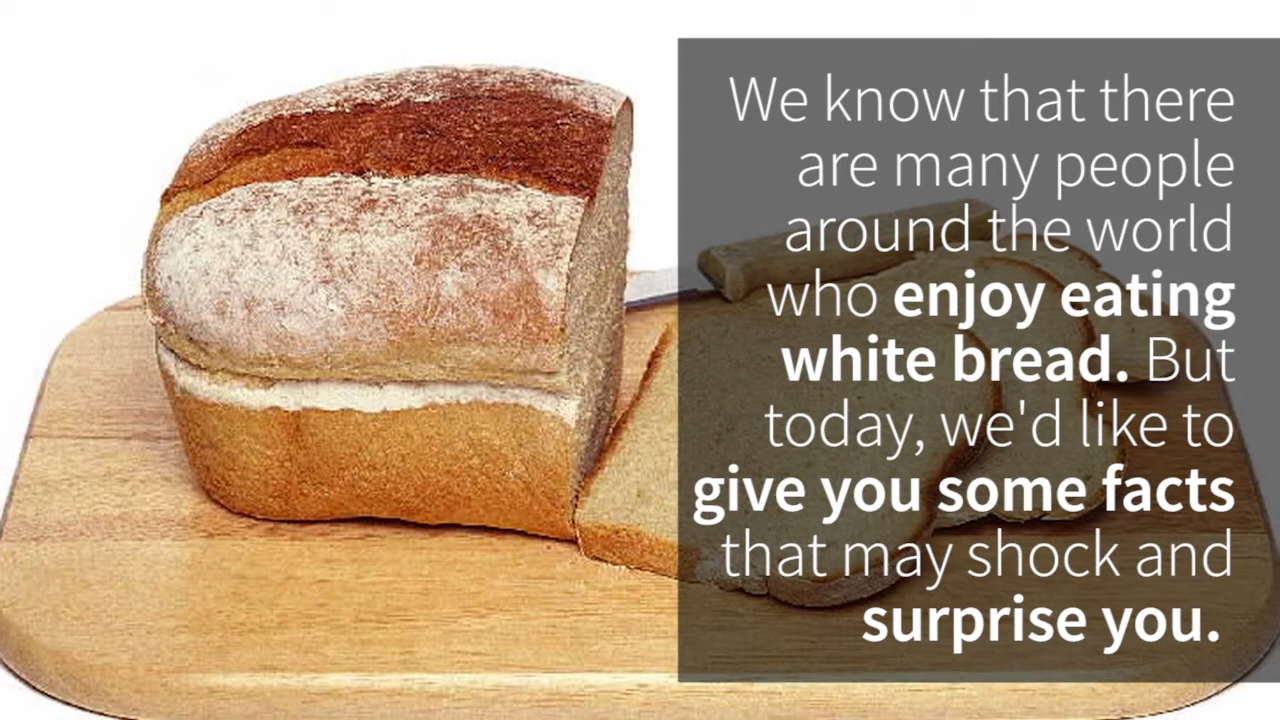 We know that there
are many people
around the world
who enjoy eating
white bread. But
today, we'd like to
give you some facts
that may shock and
surprise you.